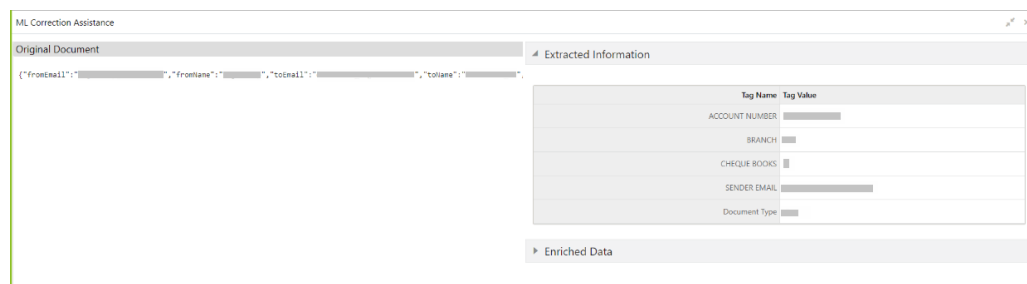 ML Correction Assistance
Original Document
{"fromEmail":" ","fromName":" ","toEmail":" ","toName":" ",
Extracted Information
Tag Name Tag Value
ACCOUNT NUMBER
BRANCH
CHEQUE BOOKS
SENDER EMAIL
Document Type
Enriched Data